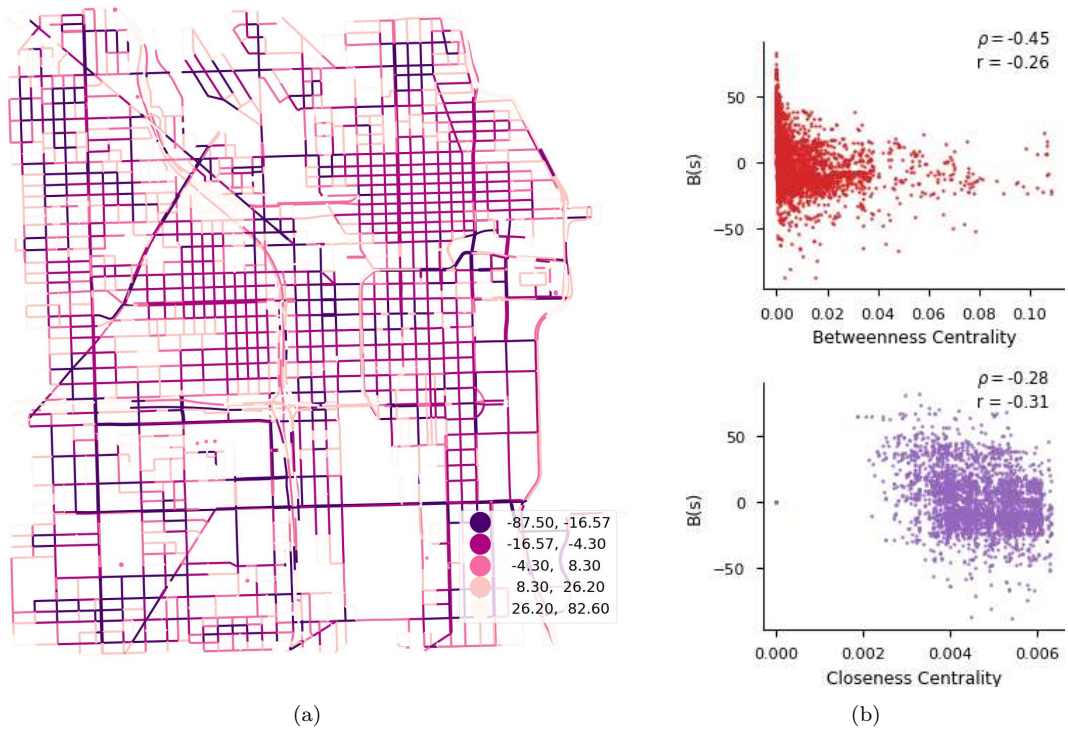 -87.50, -16.57
-16.57, -4.30
-4.30, 8.30
8.30, 26.20
26.20, 82.60
(a)
ρ = -0.45
r = -0.26
B(s)
50
0
−50
0.00 0.02 0.04 0.06 0.08 0.10
Betweenness Centrality
ρ = -0.28
r = -0.31
B(s)
50
0
−50
0.000 0.002 0.004 0.006
Closeness Centrality
(b)